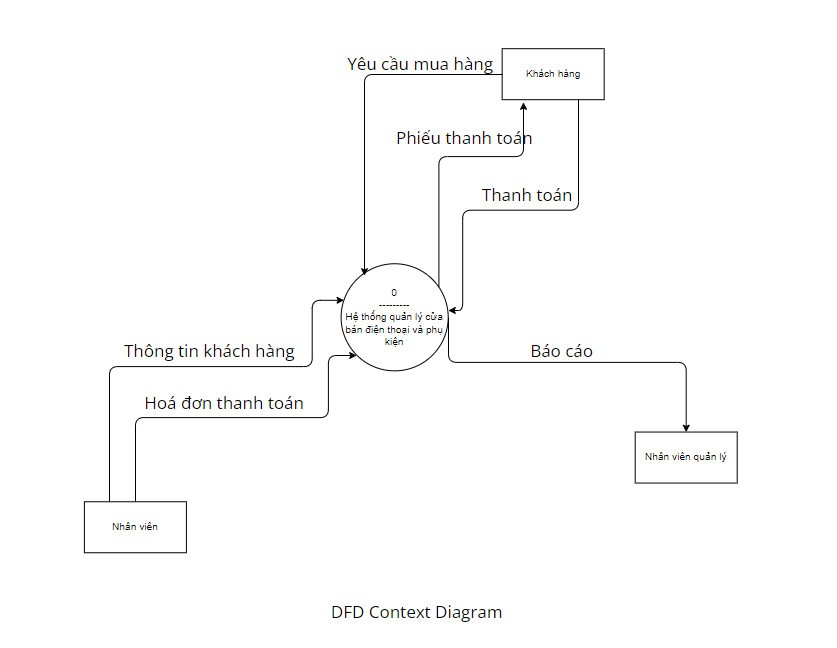 Yêu cầu mua hàng
Khách hàng
Phiếu thanh toán
Thanh toán
0
---------
Hệ thống quản lý cửa
bán điện thoại và phụ
kiện
Thông tin khách hàng
Báo cáo
Hoá đơn thanh toán
Nhân viên quản lý
Nhân viên
DFD Context Diagram